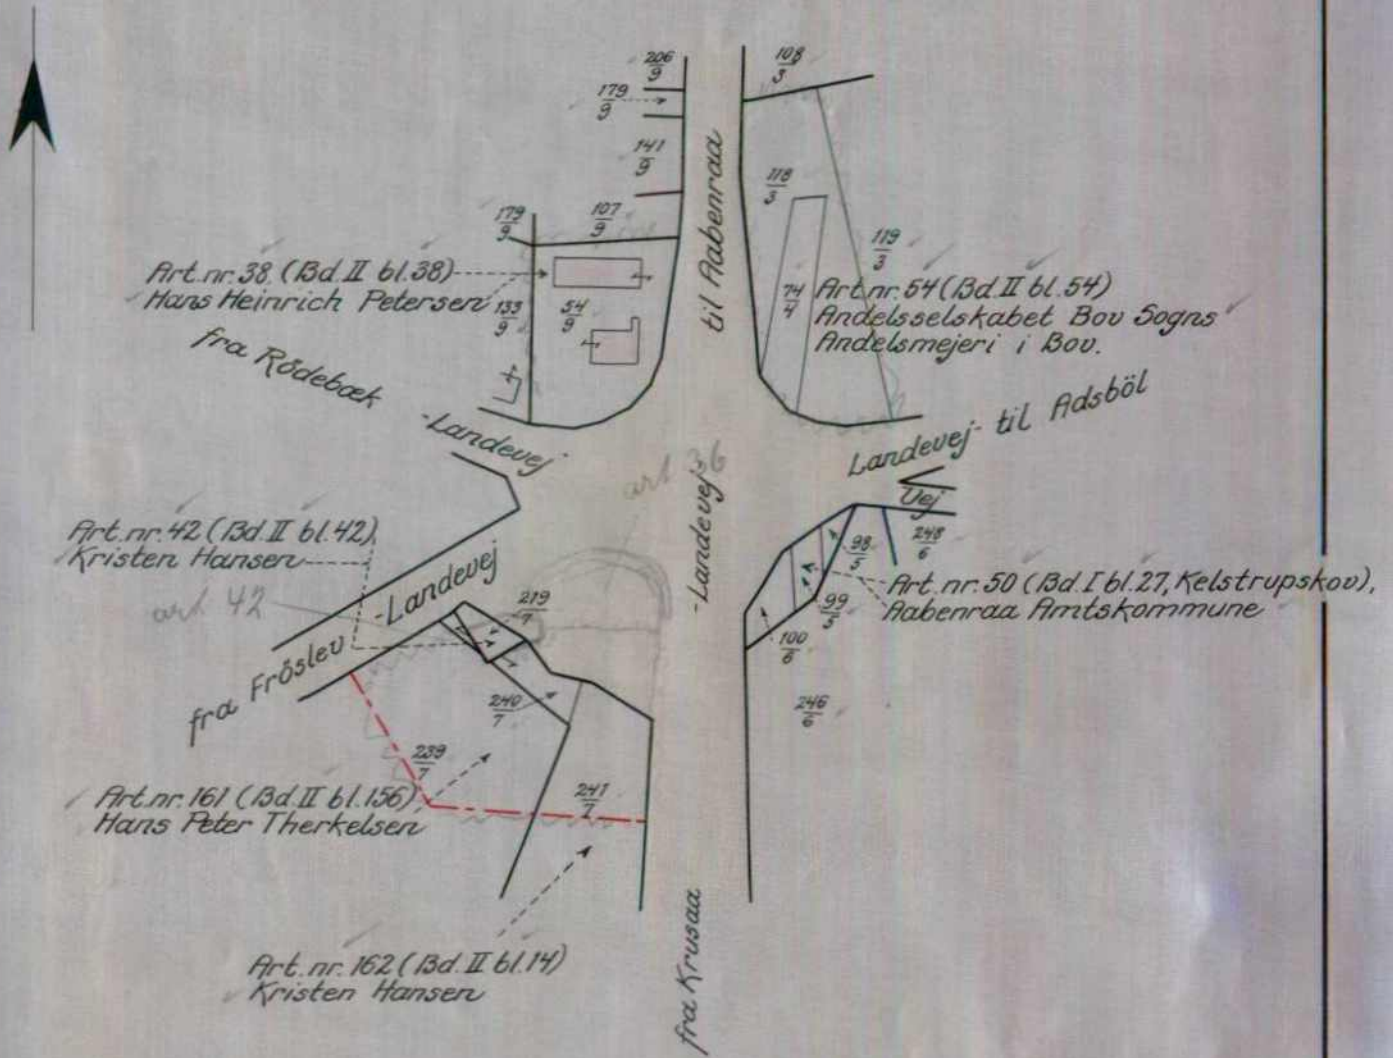 206/9
108/3
179/9
141/9
118/3
179/9
107/9
119/3
til Aabenraa
Art. nr. 38. (Bd. II bl. 38)
Hans Heinrich Petersen
133/9
54/9
74/4
Art. nr. 54 (Bd. II bl. 54)
Andelsselskabet Bov Sogns
Andelsmejeri i Bov.
fra Rödebæk
-Landevej
Landevej- til Adsböl
Vej
art 36
-Landevej-
Art. nr. 42 (Bd. II bl. 42)
Kristen Hansen
art 42
fra Fröslev -Landevej
219/7
98/5
248/6
99/5
100/6
Art. nr. 50 (Bd. I bl. 27, Kelstrupskov),
Aabenraa Amtskommune
240/7
246/6
239/7
241/7
Art. nr. 161 (Bd. II bl. 156)
Hans Peter Therkelsen
Art. nr. 162 (Bd. II bl. 14)
Kristen Hansen
fra Krusaa